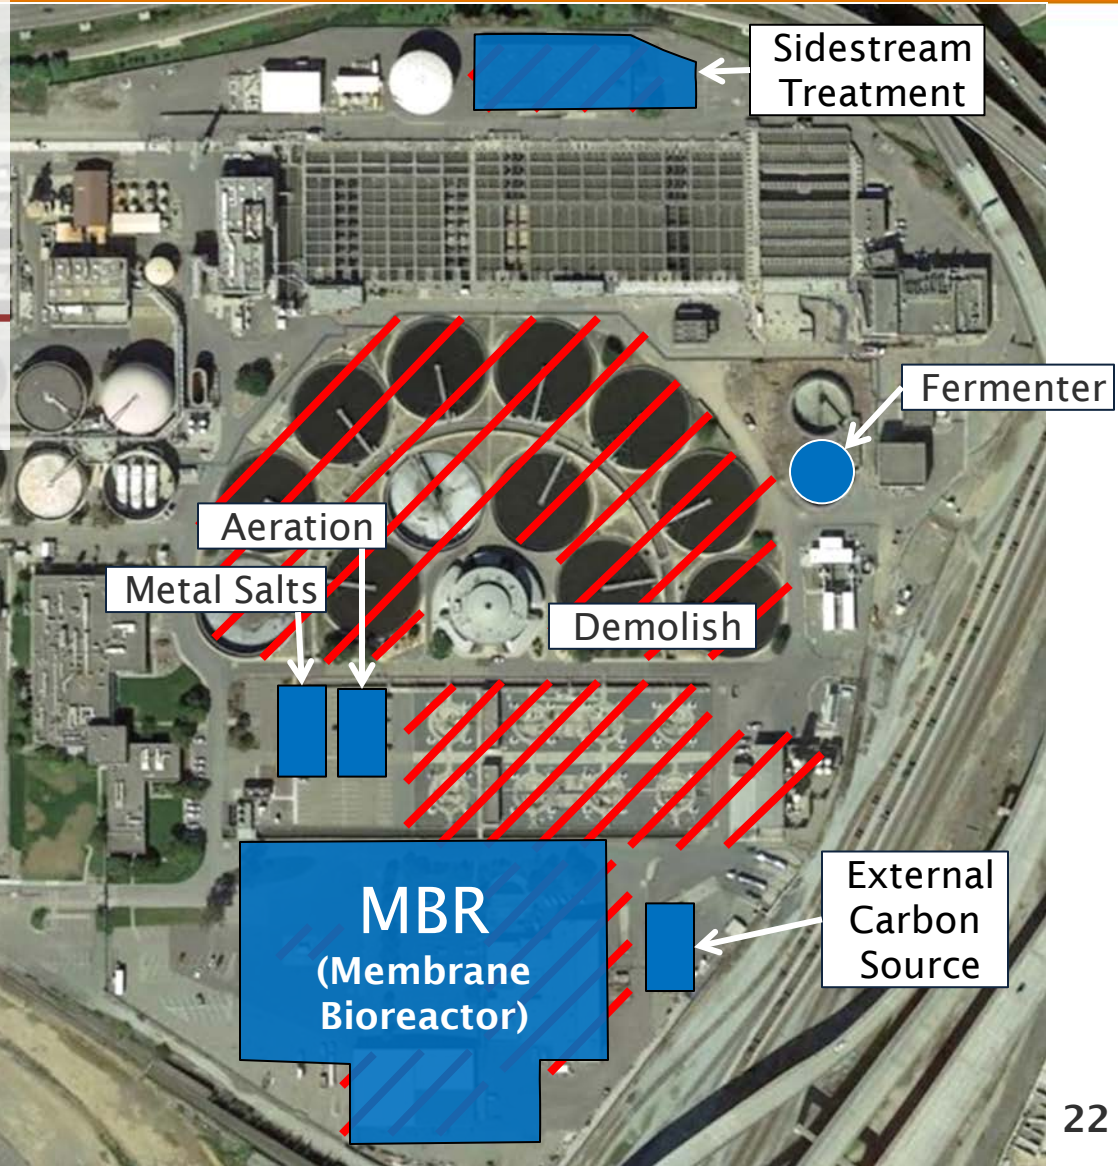 Sidestream
Treatment
Fermenter
Aeration
Metal Salts
Demolish
MBR
(Membrane
Bioreactor)
External
Carbon
Source
22